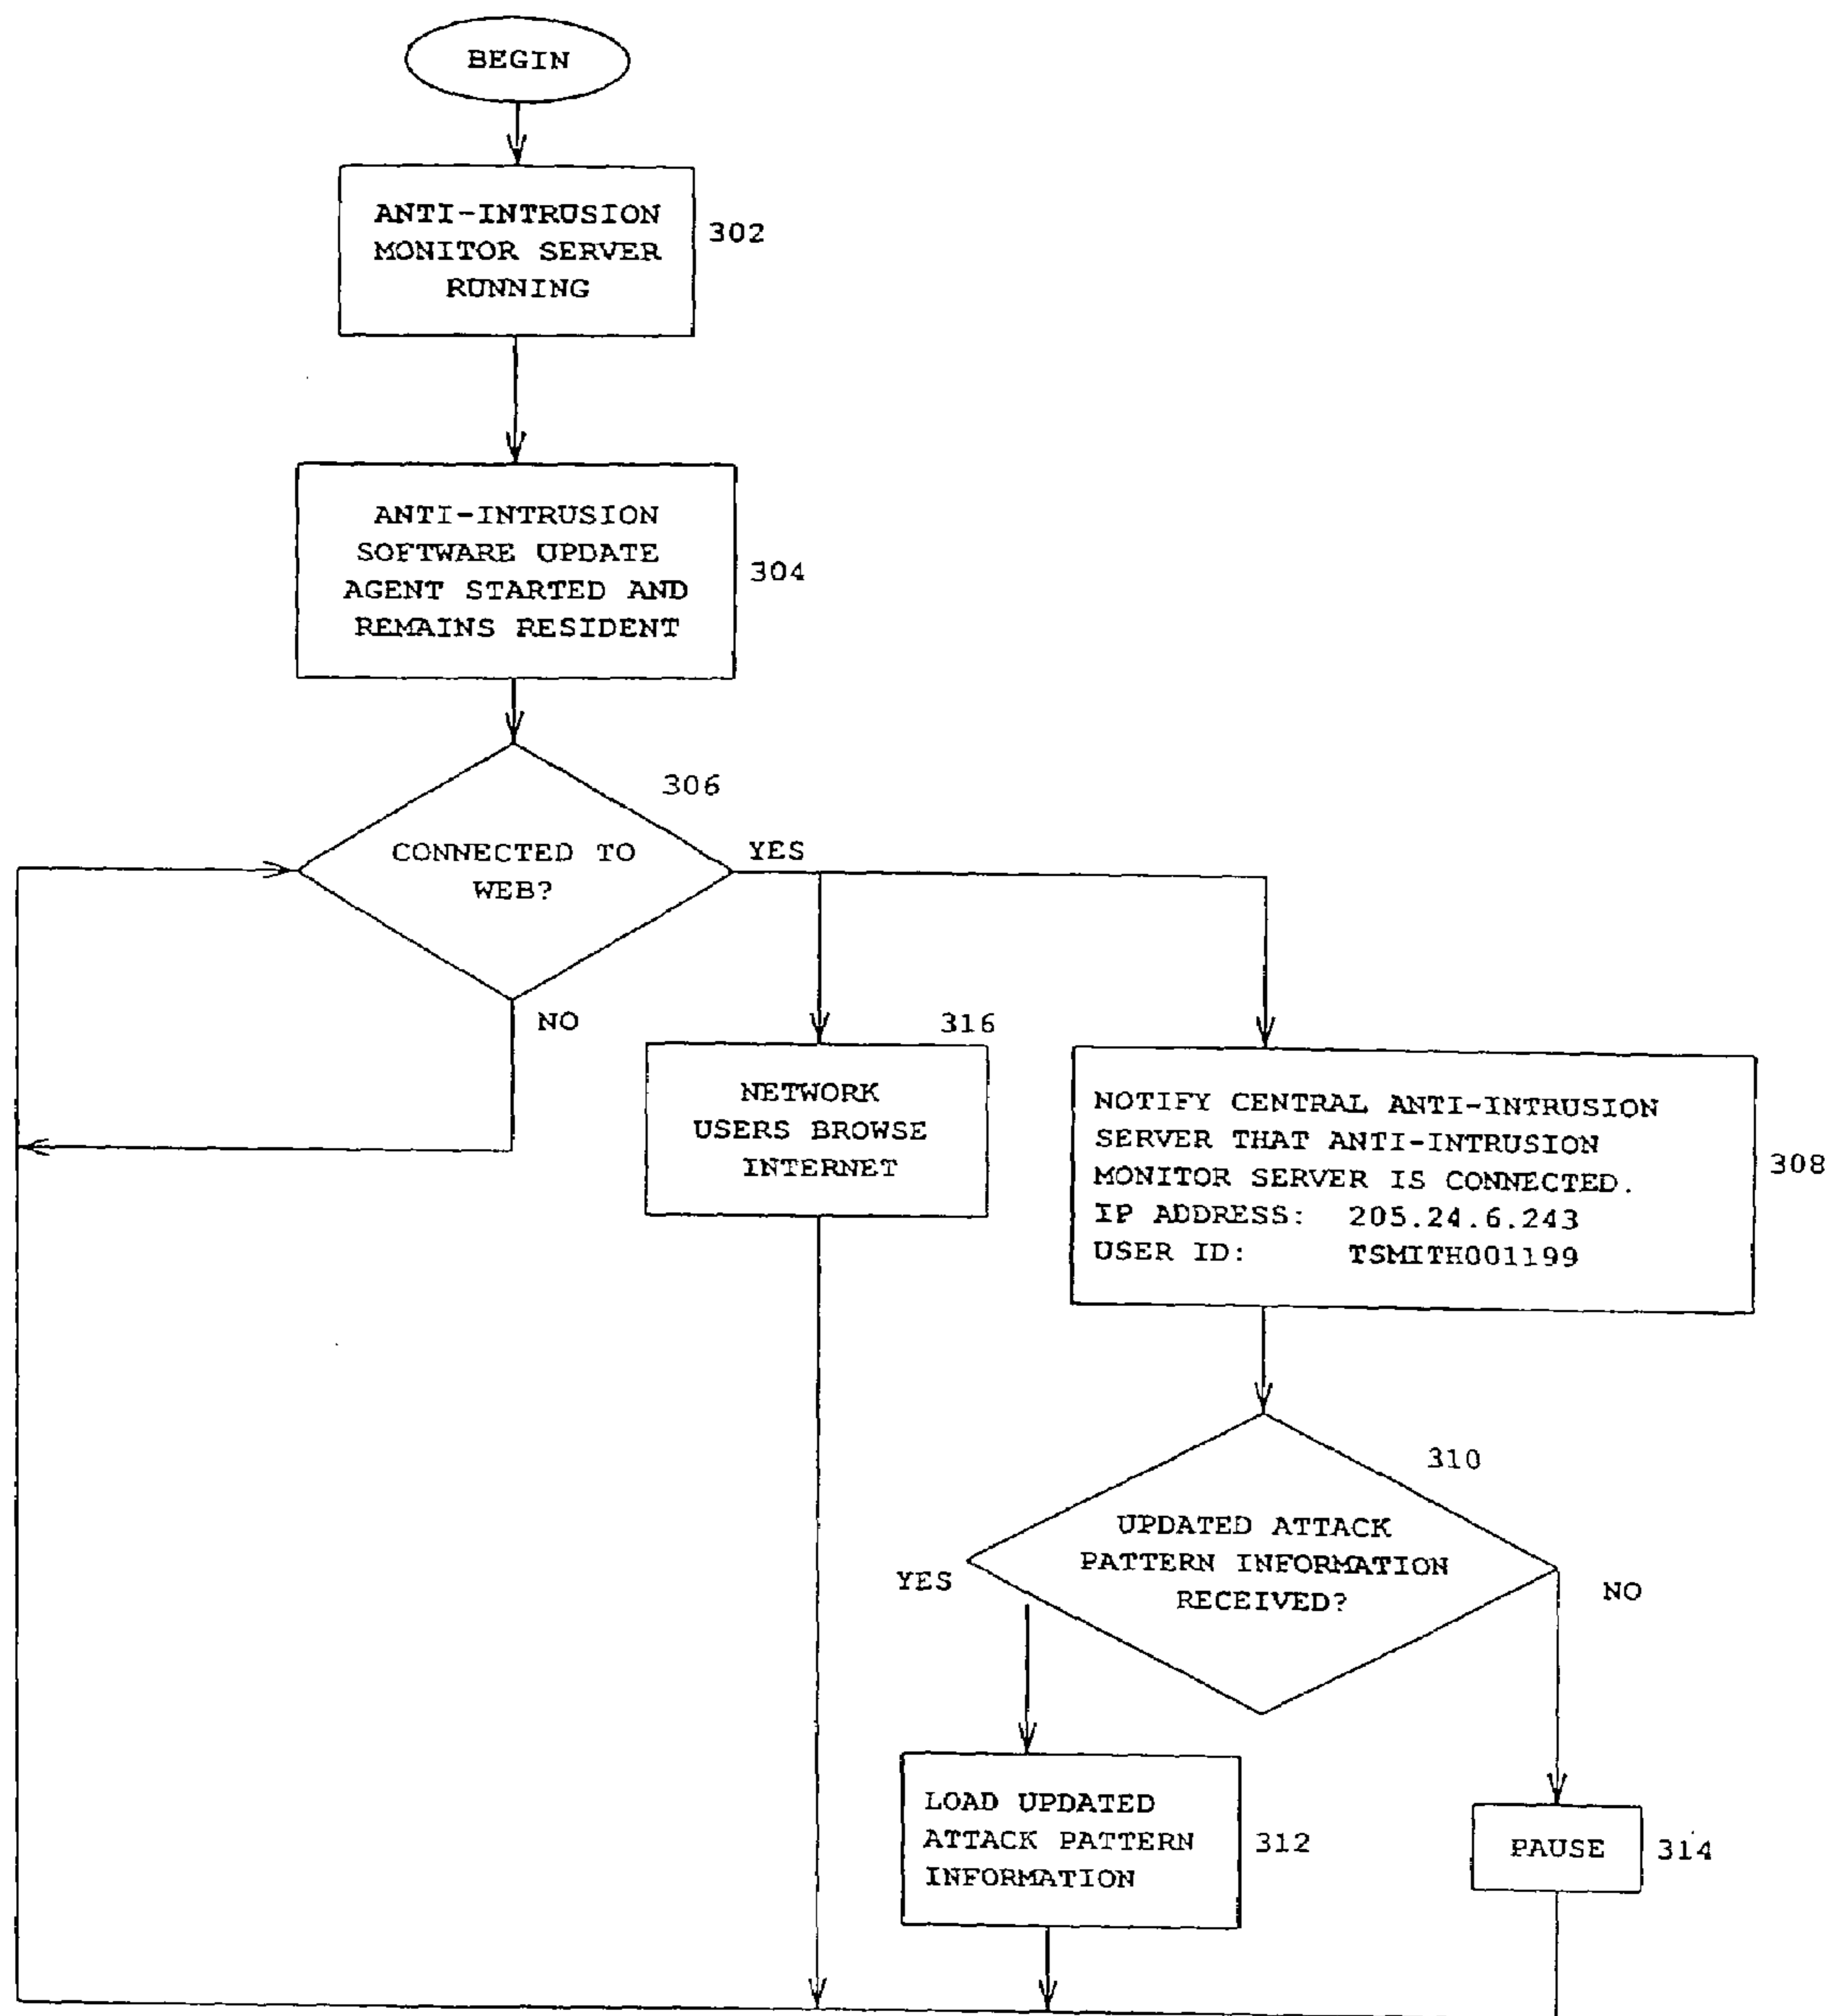 BEGIN
ANTI-INTRUSION
MONITOR SERVER
RUNNING
302
ANTI-INTRUSION
SOFTWARE UPDATE
AGENT STARTED AND
REMAINS RESIDENT
304
306
CONNECTED TO
WEB?
YES
NO
316
NETWORK
USERS BROWSE
INTERNET
NOTIFY CENTRAL ANTI-INTRUSION
SERVER THAT ANTI-INTRUSION
MONITOR SERVER IS CONNECTED.
IP ADDRESS: 205.24.6.243
USER ID: TSMITH001199
308
310
UPDATED ATTACK
PATTERN INFORMATION
RECEIVED?
YES
NO
LOAD UPDATED
ATTACK PATTERN
INFORMATION
312
PAUSE
314